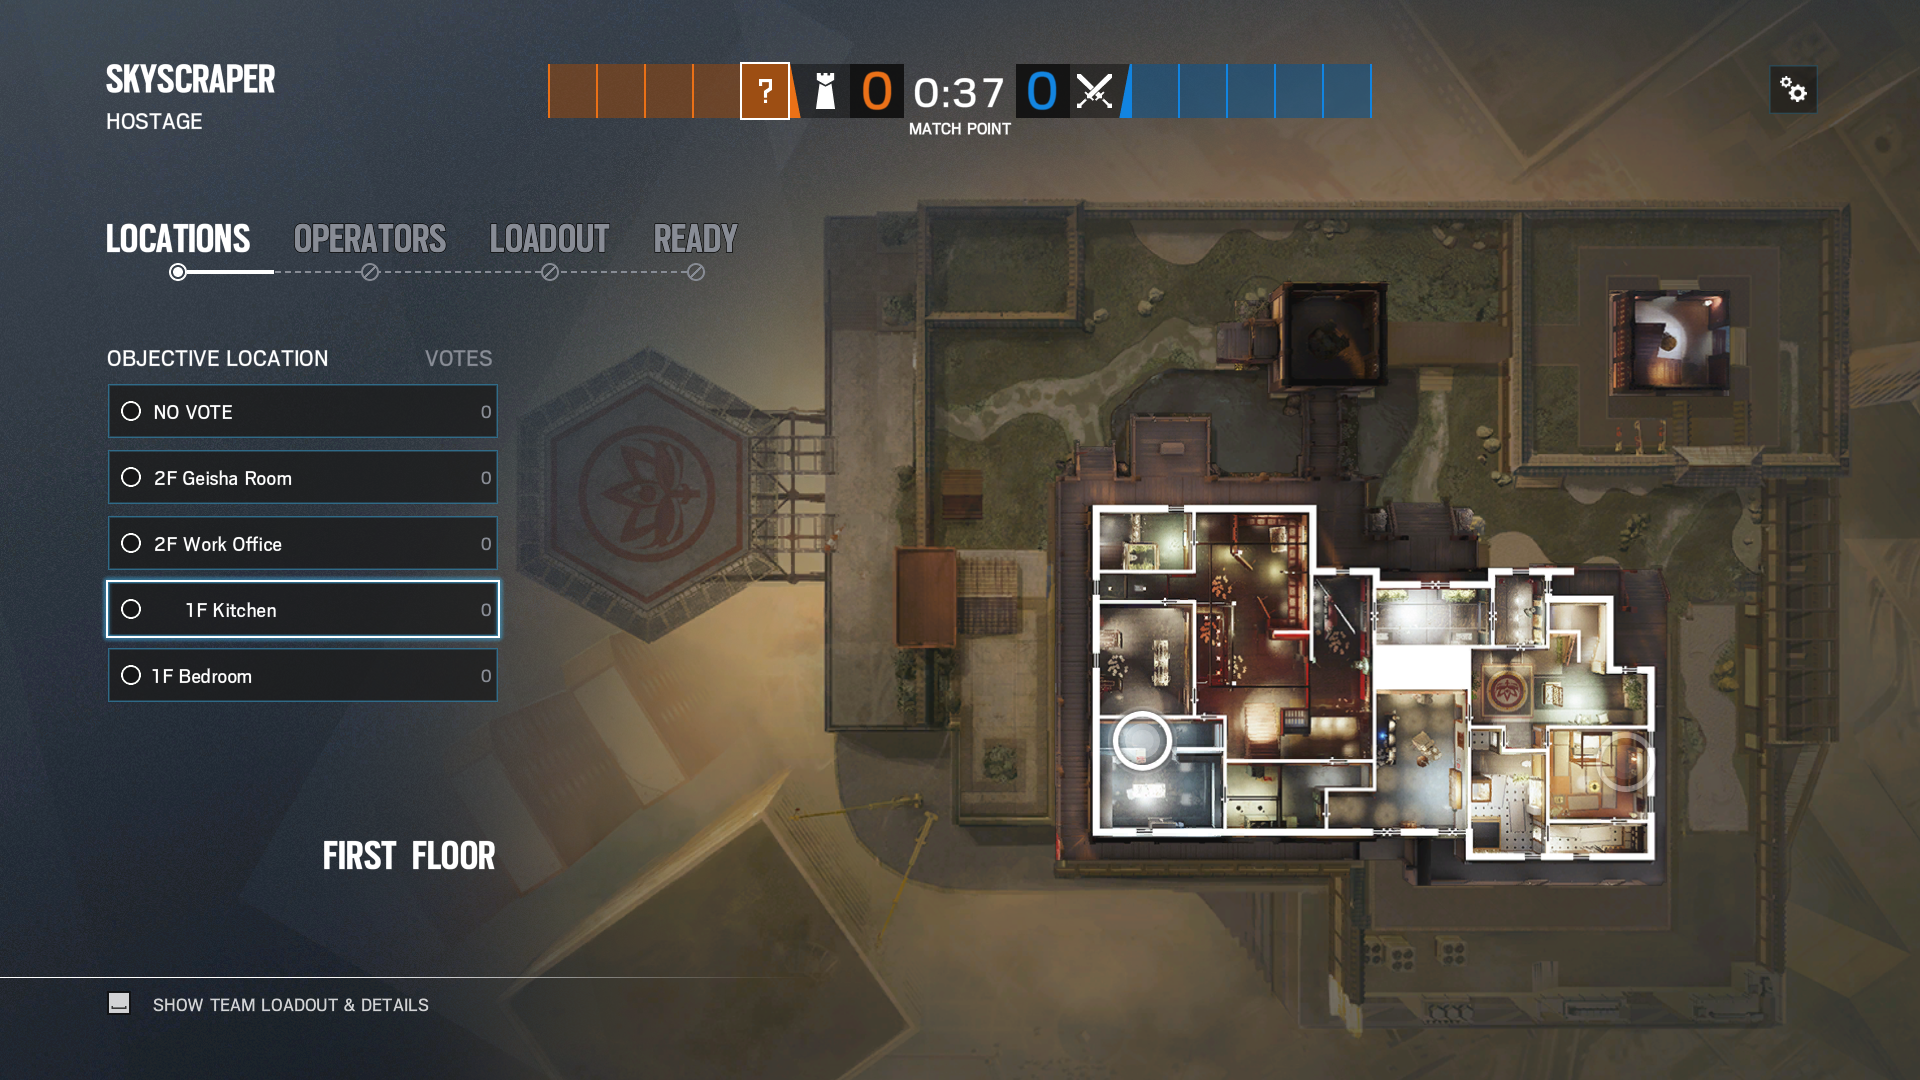 SKYSCRAPER
HOSTAGE
?
0
0:37
0
MATCH POINT
LOCATIONS
OPERATORS
LOADOUT
READY
OBJECTIVE LOCATION
VOTES
NO VOTE
0
2F Geisha Room
0
2F Work Office
0
1F Kitchen
0
1F Bedroom
0
FIRST FLOOR
SHOW TEAM LOADOUT & DETAILS